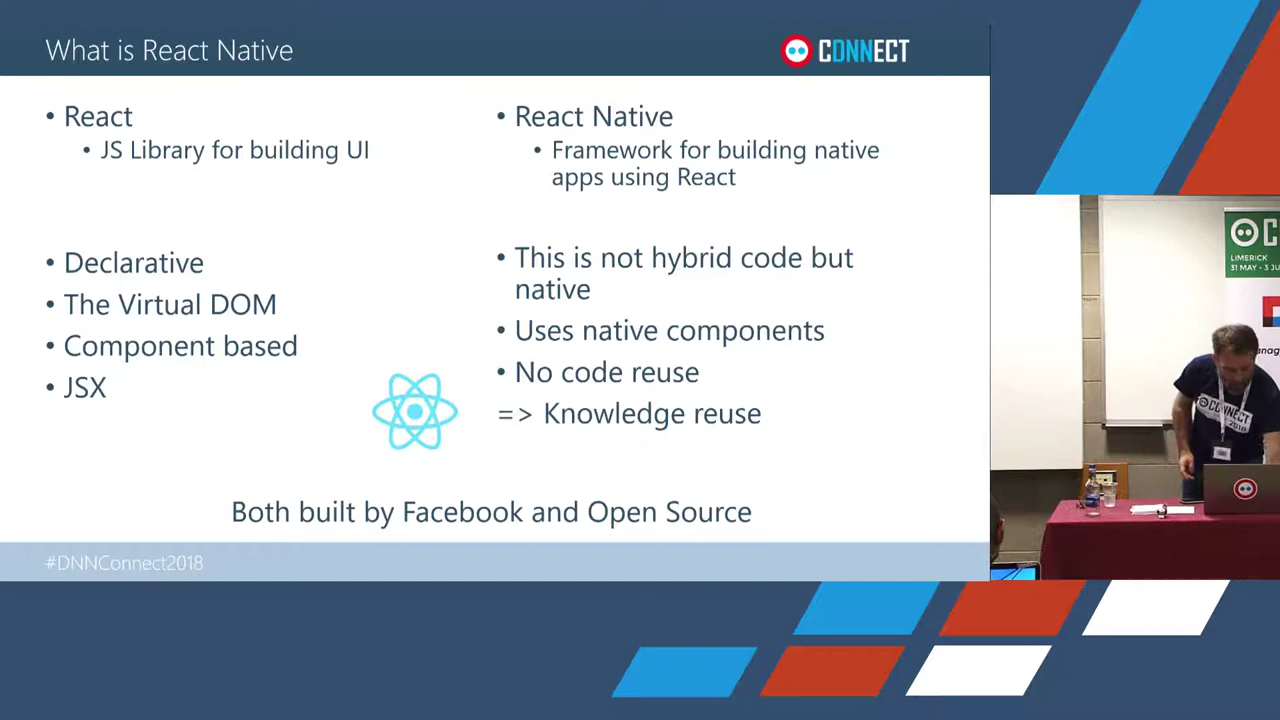 What is React Native
CONNECT
• React
• JS Library for building UI
• Declarative
• The Virtual DOM
• Component based
• JSX
• React Native
• Framework for building native
apps using React
• This is not hybrid code but
native
• Uses native components
• No code reuse
=> Knowledge reuse
Both built by Facebook and Open Source
#DNNConnect2018
LIMERICK
31 MAY - 3 JU
CONNECT
2018